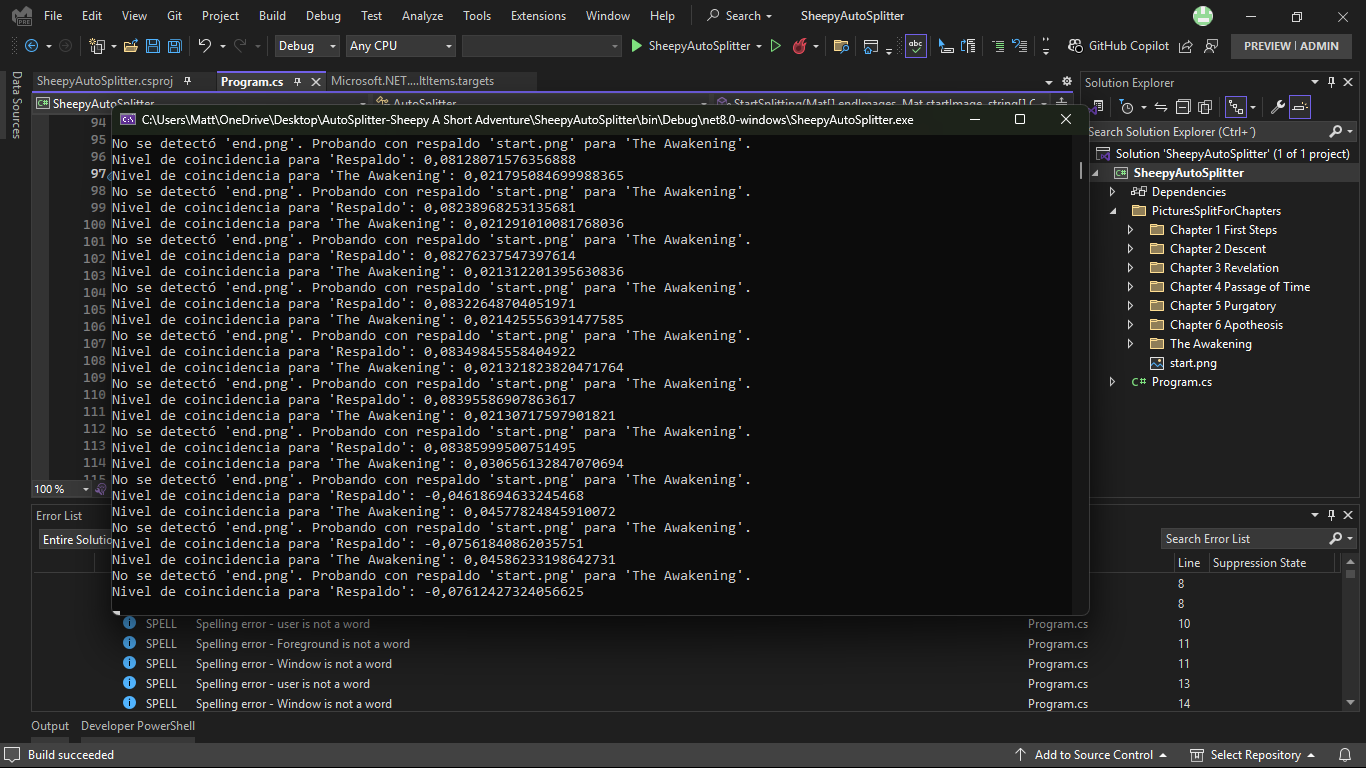 File Edit View Git Project Build Debug Test Analyze Tools Extensions Window Help Search SheepyAutoSplitter
Debug Any CPU SheepyAutoSplitter GitHub Copilot PREVIEW | ADMIN
Data Sources
SheepyAutoSplitter.csproj Program.cs Microsoft.NET....ltItems.targets
SheepyAutoSplitter AutoSplitter StartSplitting(Mat[] endImages, Mat startImage, string[] C
C:\Users\Matt\OneDrive\Desktop\AutoSplitter-Sheepy A Short Adventure\SheepyAutoSplitter\bin\Debug\net8.0-windows\SheepyAutoSplitter.exe
94
95
96
97
98
99
100
101
102
103
104
105
106
107
108
109
110
111
112
113
114
115
No se detectó 'end.png'. Probando con respaldo 'start.png' para 'The Awakening'.
Nivel de coincidencia para 'Respaldo': 0,08128071576356888
Nivel de coincidencia para 'The Awakening': 0,021795084699988365
No se detectó 'end.png'. Probando con respaldo 'start.png' para 'The Awakening'.
Nivel de coincidencia para 'Respaldo': 0,08238968253135681
Nivel de coincidencia para 'The Awakening': 0,021291010081768036
No se detectó 'end.png'. Probando con respaldo 'start.png' para 'The Awakening'.
Nivel de coincidencia para 'Respaldo': 0,08276237547397614
Nivel de coincidencia para 'The Awakening': 0,021312201395630836
No se detectó 'end.png'. Probando con respaldo 'start.png' para 'The Awakening'.
Nivel de coincidencia para 'Respaldo': 0,08322648704051971
Nivel de coincidencia para 'The Awakening': 0,021425556391477585
No se detectó 'end.png'. Probando con respaldo 'start.png' para 'The Awakening'.
Nivel de coincidencia para 'Respaldo': 0,08349845558404922
Nivel de coincidencia para 'The Awakening': 0,021321823820471764
No se detectó 'end.png'. Probando con respaldo 'start.png' para 'The Awakening'.
Nivel de coincidencia para 'Respaldo': 0,08395586907863617
Nivel de coincidencia para 'The Awakening': 0,02130717597901821
No se detectó 'end.png'. Probando con respaldo 'start.png' para 'The Awakening'.
Nivel de coincidencia para 'Respaldo': 0,08385999500751495
Nivel de coincidencia para 'The Awakening': 0,030656132847070694
No se detectó 'end.png'. Probando con respaldo 'start.png' para 'The Awakening'.
Nivel de coincidencia para 'Respaldo': -0,04618694633245468
Nivel de coincidencia para 'The Awakening': 0,04577824845910072
No se detectó 'end.png'. Probando con respaldo 'start.png' para 'The Awakening'.
Nivel de coincidencia para 'Respaldo': -0,07561840862035751
Nivel de coincidencia para 'The Awakening': 0,04586233198642731
No se detectó 'end.png'. Probando con respaldo 'start.png' para 'The Awakening'.
Nivel de coincidencia para 'Respaldo': -0,07612427324056625
Solution Explorer
Search Solution Explorer (Ctrl+´)
Solution 'SheepyAutoSplitter' (1 of 1 project)
SheepyAutoSplitter
Dependencies
PicturesSplitForChapters
Chapter 1 First Steps
Chapter 2 Descent
Chapter 3 Revelation
Chapter 4 Passage of Time
Chapter 5 Purgatory
Chapter 6 Apotheosis
The Awakening
start.png
C# Program.cs
100 %
Error List
Entire Solutio Search Error List
Line Suppression State
8
8
SPELL Spelling error - user is not a word Program.cs 10
SPELL Spelling error - Foreground is not a word Program.cs 11
SPELL Spelling error - Window is not a word Program.cs 11
SPELL Spelling error - user is not a word Program.cs 13
SPELL Spelling error - Window is not a word Program.cs 14
Output Developer PowerShell
Build succeeded Add to Source Control Select Repository